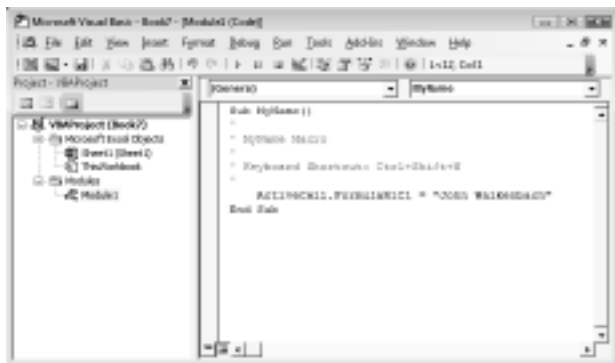 Microsoft Visual Basic - Book7 - [Module1 (Code)]
File Edit View Insert Format Debug Run Tools Add-Ins Window Help
Ln 12, Col 1
Project - VBAProject
(General)
MyName
VBAProject (Book7)
Microsoft Excel Objects
Sheet1 (Sheet1)
ThisWorkbook
Modules
Module1
Sub MyName()
'
' MyName Macro
'
' Keyboard Shortcut: Ctrl+Shift+N
'
ActiveCell.FormulaR1C1 = "John Walkenbach"
End Sub